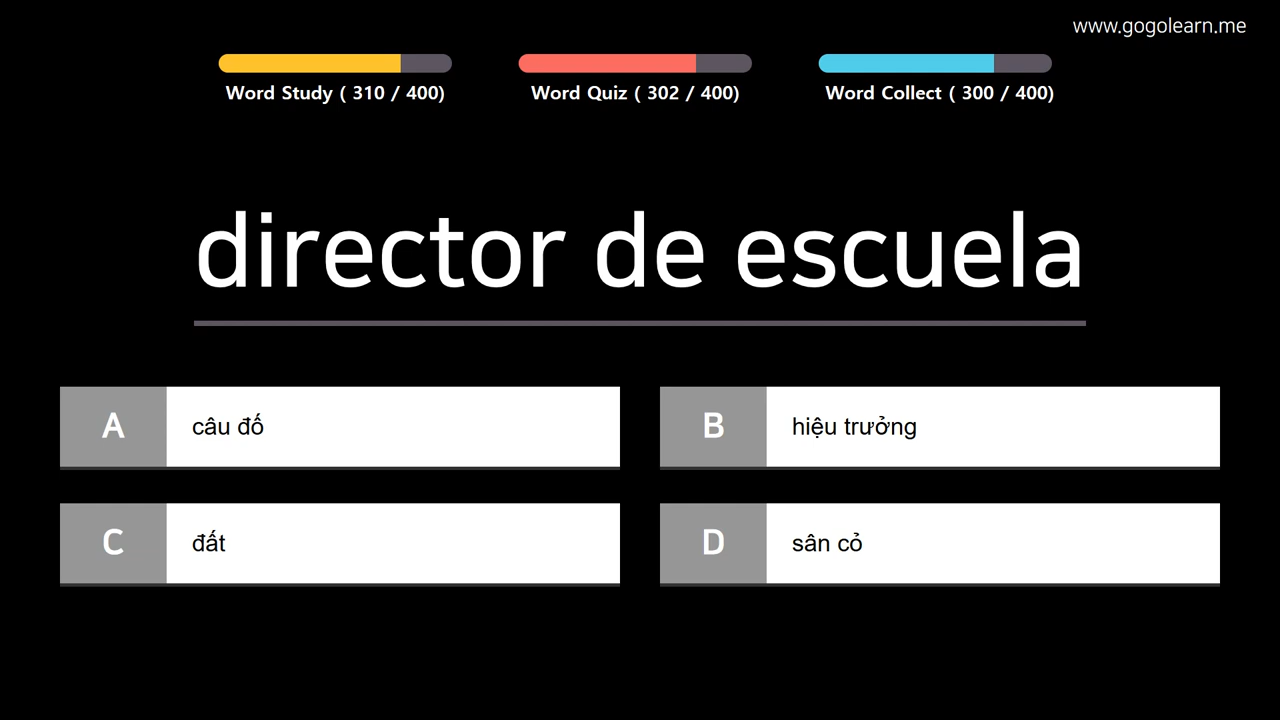 www.gogolearn.me
Word Study ( 310 / 400)
Word Quiz ( 302 / 400)
Word Collect ( 300 / 400)
director de escuela
A
câu đố
B
hiệu trưởng
C
đất
D
sân cỏ